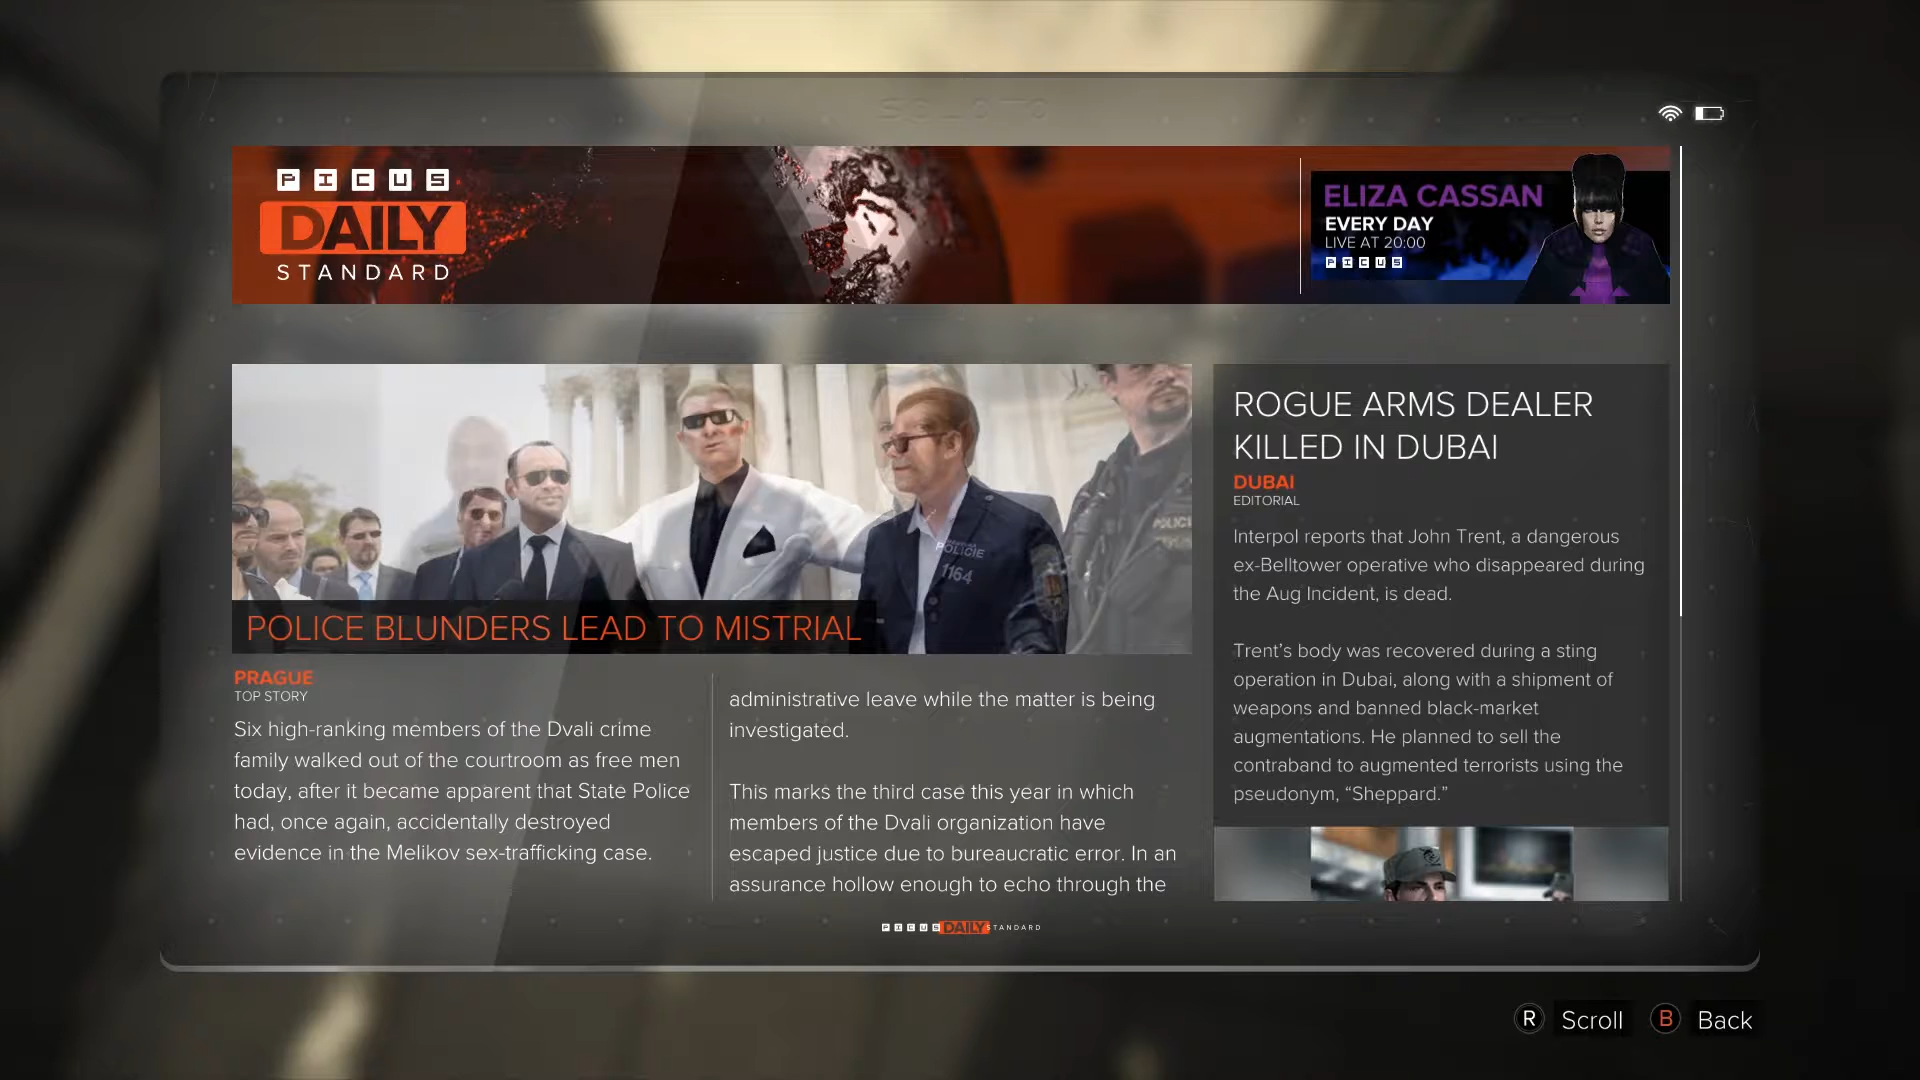 SOLOTO
PICUS
DAILY
STANDARD
ELIZA CASSAN
EVERY DAY
LIVE AT 20:00
PICUS
POLICIE
1164
POLICE BLUNDERS LEAD TO MISTRIAL
PRAGUE
TOP STORY
Six high-ranking members of the Dvali crime
family walked out of the courtroom as free men
today, after it became apparent that State Police
had, once again, accidentally destroyed
evidence in the Melikov sex-trafficking case.
administrative leave while the matter is being
investigated.
This marks the third case this year in which
members of the Dvali organization have
escaped justice due to bureaucratic error. In an
assurance hollow enough to echo through the
ROGUE ARMS DEALER
KILLED IN DUBAI
DUBAI
EDITORIAL
Interpol reports that John Trent, a dangerous
ex-Belltower operative who disappeared during
the Aug Incident, is dead.
Trent's body was recovered during a sting
operation in Dubai, along with a shipment of
weapons and banned black-market
augmentations. He planned to sell the
contraband to augmented terrorists using the
pseudonym, “Sheppard.”
PICUS DAILY STANDARD
R Scroll B Back